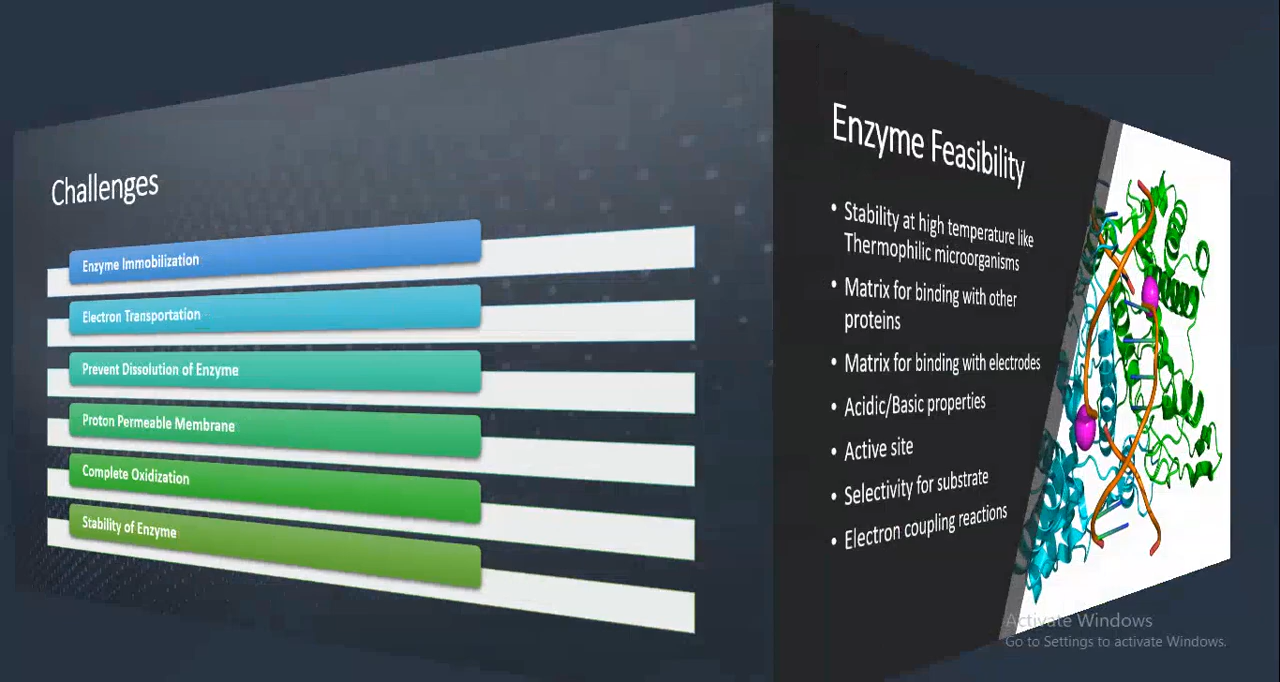 Challenges
Enzyme Immobilization
Electron Transportation
Prevent Dissolution of Enzyme
Proton Permeable Membrane
Complete Oxidization
Stability of Enzyme
Enzyme Feasibility
• Stability at high temperature like
Thermophilic microorganisms
• Matrix for binding with other
proteins
• Matrix for binding with electrodes
• Acidic/Basic properties
• Active site
• Selectivity for substrate
• Electron coupling reactions
Activate Windows
Go to Settings to activate Windows.